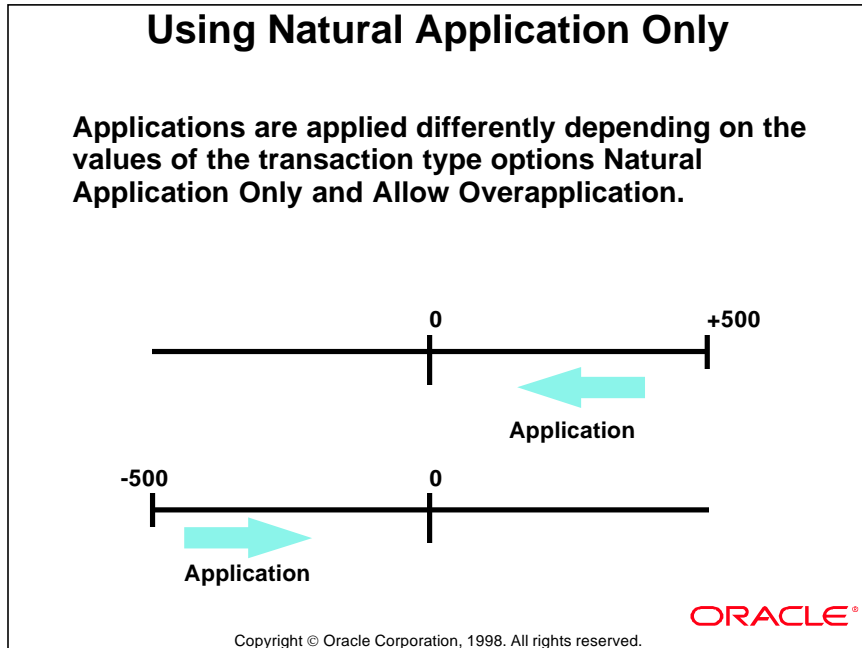 Using Natural Application Only
Applications are applied differently depending on the
values of the transaction type options Natural
Application Only and Allow Overapplication.
0 +500
Application
-500 0
Application
ORACLE®
Copyright © Oracle Corporation, 1998. All rights reserved.